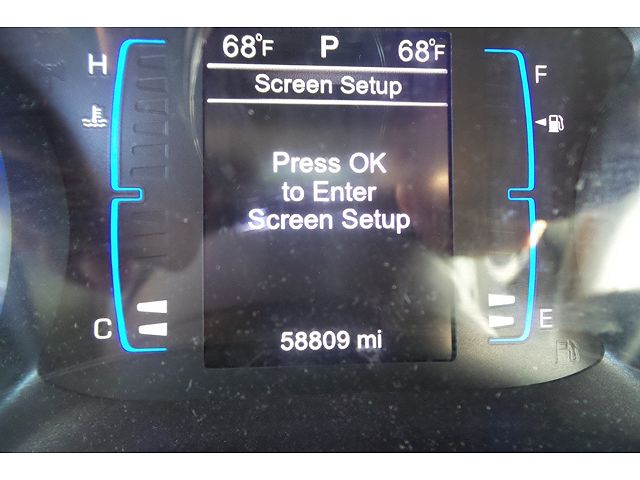 68°F P 68°F
H Screen Setup F
Press OK
to Enter
Screen Setup
C E
58809 mi